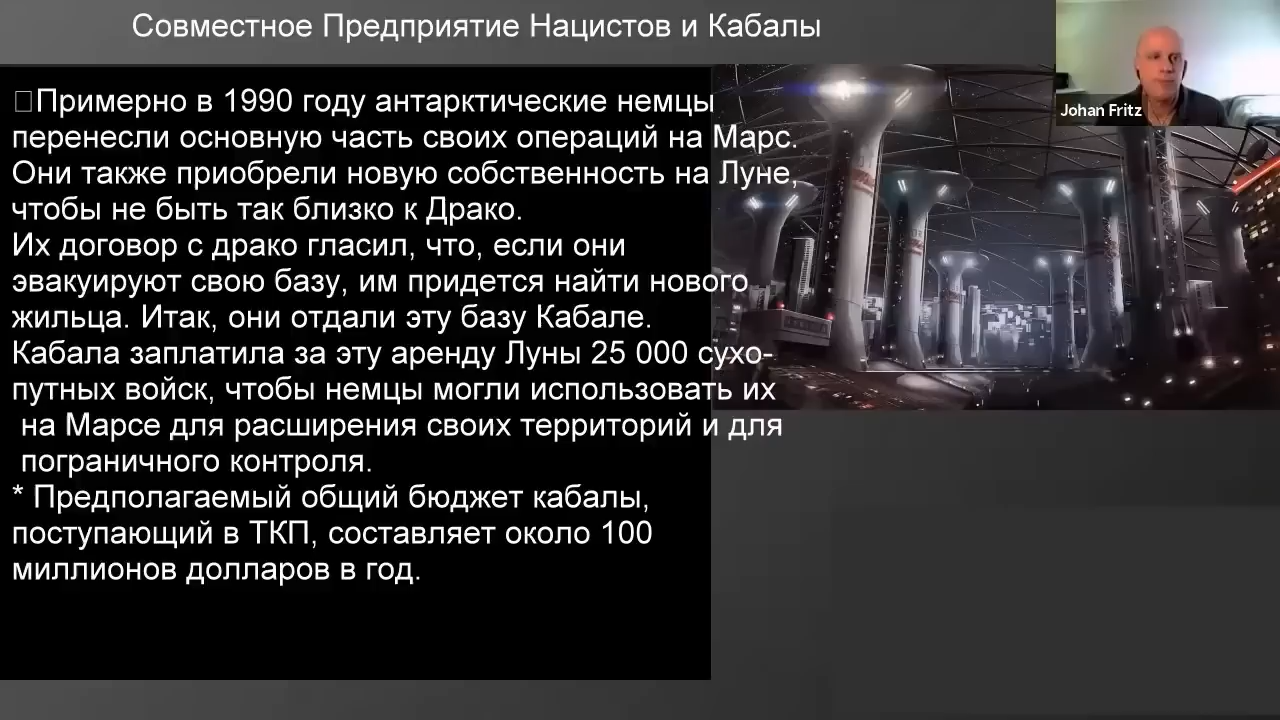 Совместное Предприятие Нацистов и Кабалы
Johan Fritz
Примерно в 1990 году антарктические немцы
перенесли основную часть своих операций на Марс.
Они также приобрели новую собственность на Луне,
чтобы не быть так близко к Драко.
Их договор с драко гласил, что, если они
эвакуируют свою базу, им придется найти нового
жильца. Итак, они отдали эту базу Кабале.
Кабала заплатила за эту аренду Луны 25 000 сухо-
путных войск, чтобы немцы могли использовать их
на Марсе для расширения своих территорий и для
пограничного контроля.
* Предполагаемый общий бюджет кабалы,
поступающий в ТКП, составляет около 100
миллионов долларов в год.